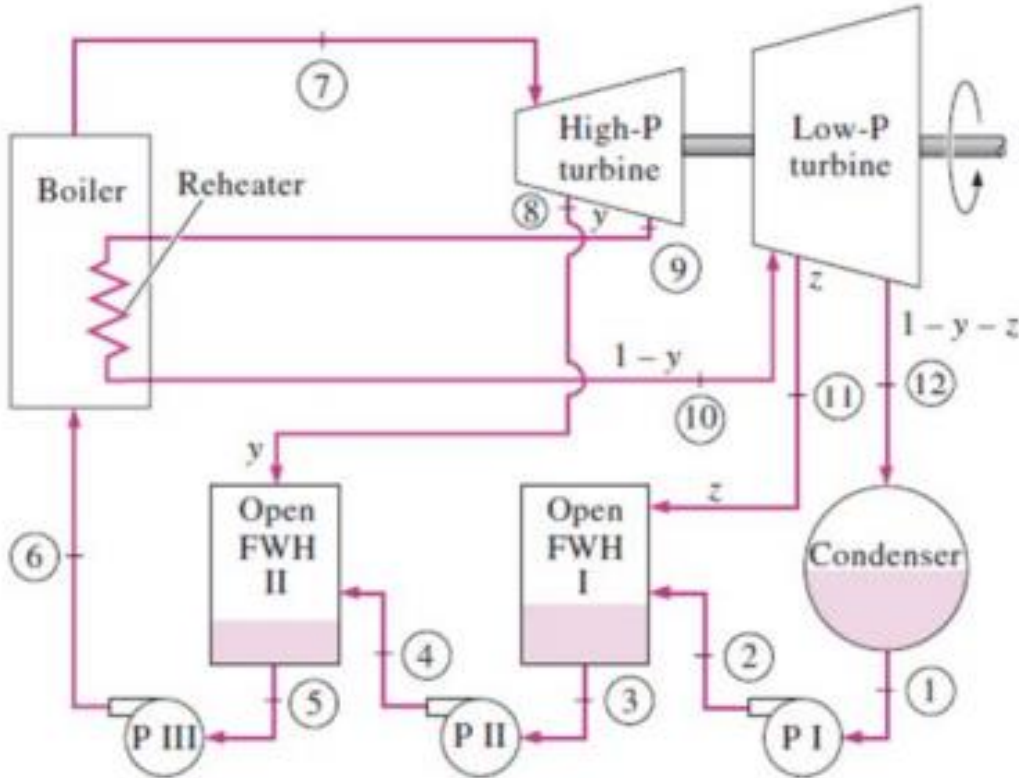 7
High-P
turbine
Low-P
turbine
Boiler
Reheater
8
y
9
z
1 – y – z
1 – y
10
11
12
y
z
Open
FWH
II
Open
FWH
I
Condenser
6
4
2
5
3
1
P III
P II
P I